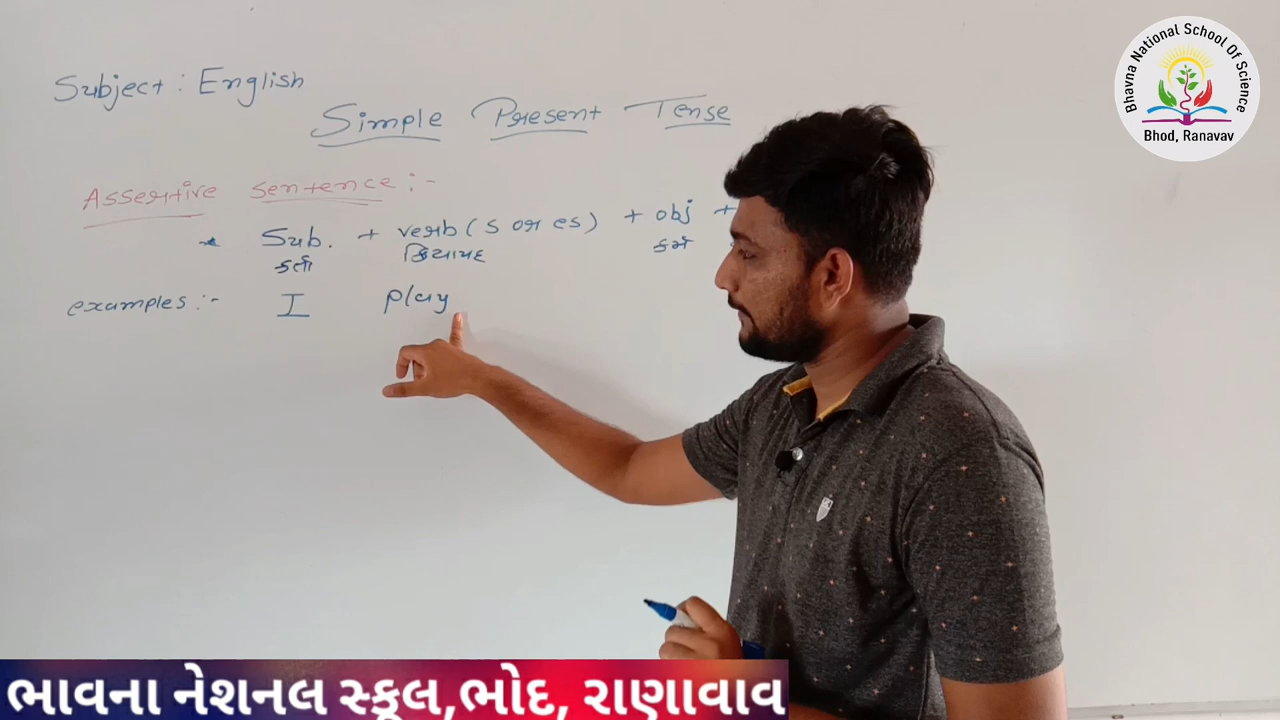 Subject : English
Simple Present Tense
Assertive sentence :-
Sub. + verb (s or es) + obj +
કર્તા ક્રિયાપદ કર્મ
examples :- I play
Bhavna National School Of Science
Bhod, Ranavav
ભાવના નેશનલ સ્કૂલ,ભોદ, રાણાવાવ